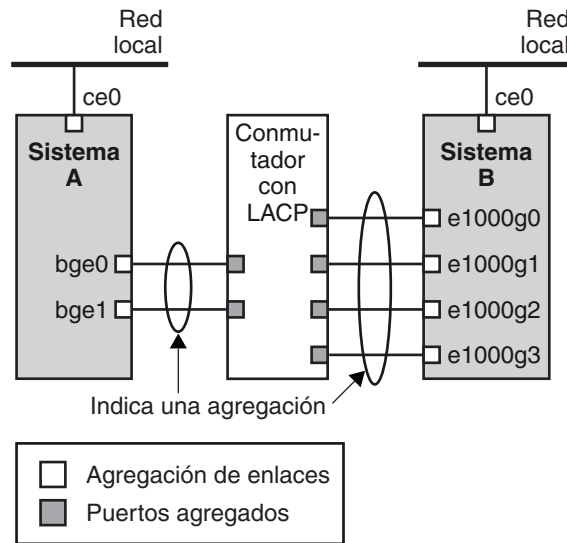 Red
local
Red
local
ce0
ce0
Sistema
A
Conmu-
tador
con
LACP
Sistema
B
e1000g0
bge0
e1000g1
bge1
e1000g2
e1000g3
Indica una agregación
Agregación de enlaces
Puertos agregados